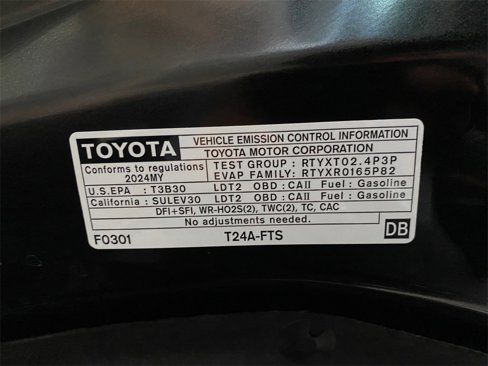 TOYOTA VEHICLE EMISSION CONTROL INFORMATION
TOYOTA MOTOR CORPORATION
Conforms to regulations TEST GROUP : RTYXT02.4P3P
2024MY EVAP FAMILY: RTYXR0165P82
U.S.EPA : T3B30 LDT2 OBD : CAII Fuel : Gasoline
California : SULEV30 LDT2 OBD : CAII Fuel : Gasoline
DFI+SFI, WR-HO2S(2), TWC(2), TC, CAC
No adjustments needed.
F0301 T24A-FTS DB